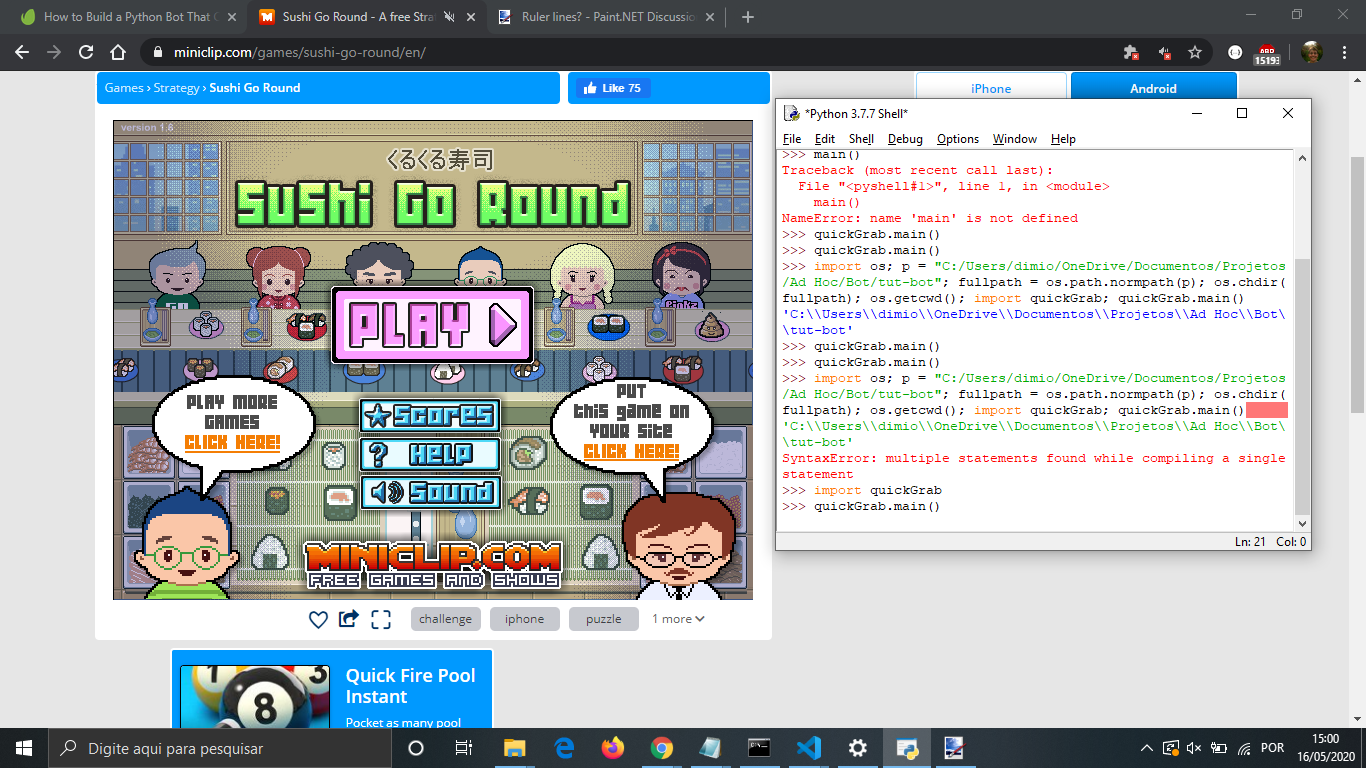 How to Build a Python Bot That C
Sushi Go Round - A free Strat
Ruler lines? - Paint.NET Discussio
miniclip.com/games/sushi-go-round/en/
ABP
15193
Games › Strategy › Sushi Go Round
Like 75
iPhone
Android
version 1.6
くるくる寿司
SUSHI GO ROUND
GO
Pinkz
PLAY
PLAY MORE
GAMES
CLICK HERE!
PUT
this game on
YOUR SITE
CLICK HERE!
Scores
? Help
Sound
MINICLIP.COM
FREE GAMES AND SHOWS
challenge
iphone
puzzle
1 more
8
1
3
Quick Fire Pool
Instant
Pocket as many pool
*Python 3.7.7 Shell*
File Edit Shell Debug Options Window Help
>>> main()
Traceback (most recent call last):
  File "<pyshell#1>", line 1, in <module>
    main()
NameError: name 'main' is not defined
>>> quickGrab.main()
>>> quickGrab.main()
>>> import os; p = "C:/Users/dimio/OneDrive/Documentos/Projetos
/Ad Hoc/Bot/tut-bot"; fullpath = os.path.normpath(p); os.chdir(
fullpath); os.getcwd(); import quickGrab; quickGrab.main()
'C:\\Users\\dimio\\OneDrive\\Documentos\\Projetos\\Ad Hoc\\Bot\
\tut-bot'
>>> quickGrab.main()
>>> quickGrab.main()
>>> import os; p = "C:/Users/dimio/OneDrive/Documentos/Projetos
/Ad Hoc/Bot/tut-bot"; fullpath = os.path.normpath(p); os.chdir(
fullpath); os.getcwd(); import quickGrab; quickGrab.main()
'C:\\Users\\dimio\\OneDrive\\Documentos\\Projetos\\Ad Hoc\\Bot\
\tut-bot'
SyntaxError: multiple statements found while compiling a single
statement
>>> import quickGrab
>>> quickGrab.main()
Ln: 21 Col: 0
Digite aqui para pesquisar
POR
15:00
16/05/2020